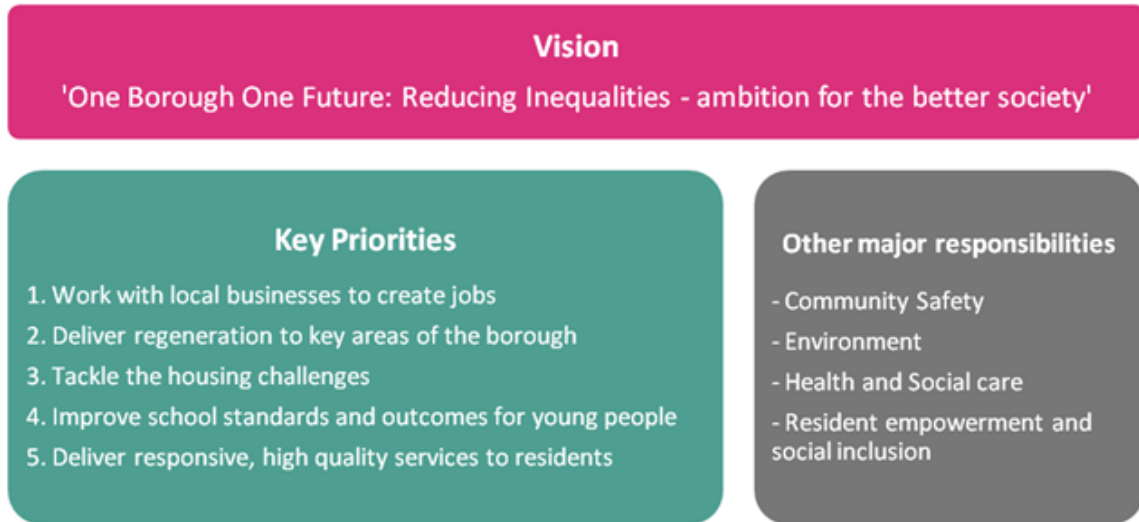 Vision
'One Borough One Future: Reducing Inequalities - ambition for the better society'
Key Priorities
1. Work with local businesses to create jobs
2. Deliver regeneration to key areas of the borough
3. Tackle the housing challenges
4. Improve school standards and outcomes for young people
5. Deliver responsive, high quality services to residents
Other major responsibilities
- Community Safety
- Environment
- Health and Social care
- Resident empowerment and
social inclusion